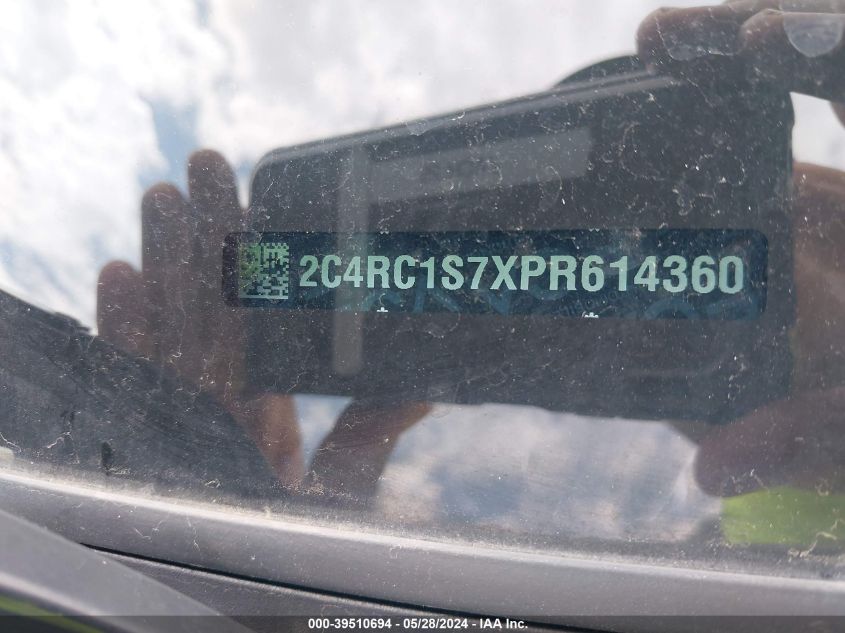 2C4RC1S7XPR614360
000-39510694 / 05/28/2024 / IAA Inc.